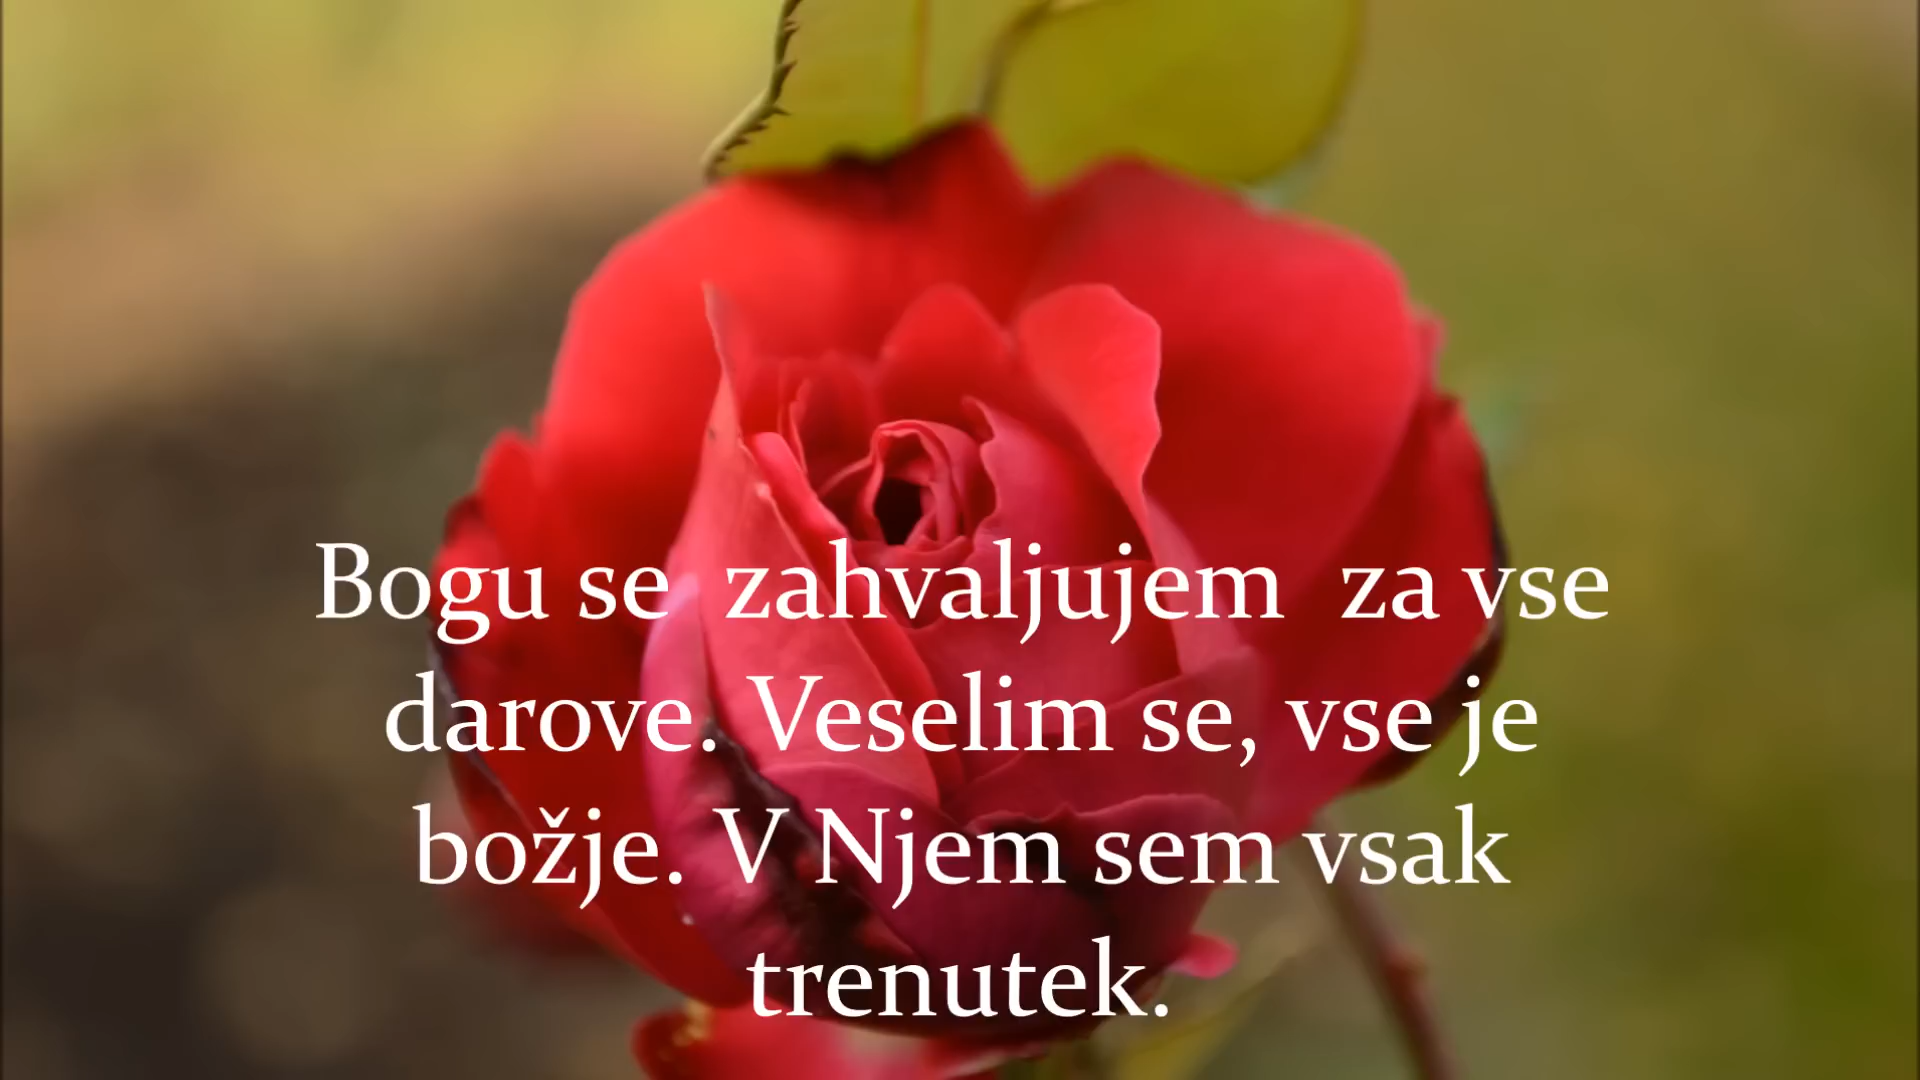 Bogu se zahvaljujem za vse
darove. Veselim se, vse je
božje. V Njem sem vsak
trenutek.